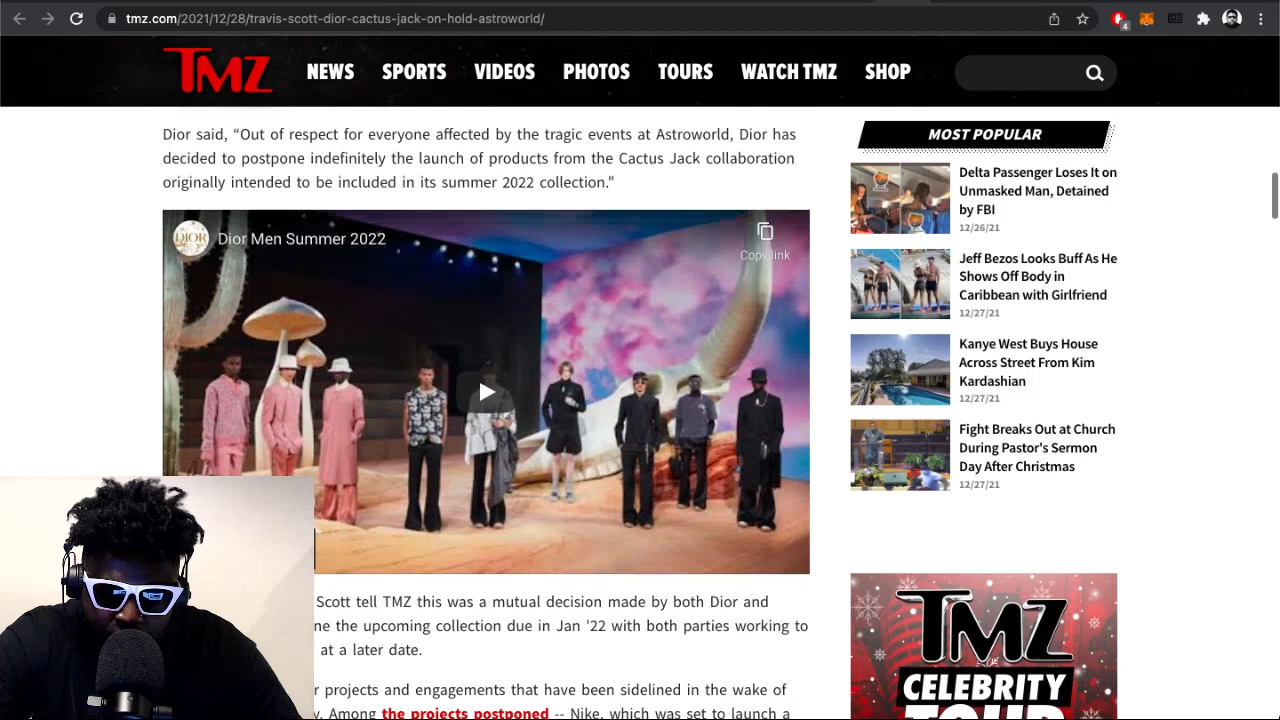 tmz.com/2021/12/28/travis-scott-dior-cactus-jack-on-hold-astroworld/
4
TMZ
NEWS SPORTS VIDEOS PHOTOS TOURS WATCH TMZ SHOP
Dior said, “Out of respect for everyone affected by the tragic events at Astroworld, Dior has
decided to postpone indefinitely the launch of products from the Cactus Jack collaboration
originally intended to be included in its summer 2022 collection."
DIOR
Dior Men Summer 2022
Copy link
Scott tell TMZ this was a mutual decision made by both Dior and
the upcoming collection due in Jan '22 with both parties working to
at a later date.
projects and engagements that have been sidelined in the wake of
Among the projects postponed -- Nike, which was set to launch a
MOST POPULAR
Delta Passenger Loses It on
Unmasked Man, Detained
by FBI
12/26/21
Jeff Bezos Looks Buff As He
Shows Off Body in
Caribbean with Girlfriend
12/27/21
Kanye West Buys House
Across Street From Kim
Kardashian
12/27/21
Fight Breaks Out at Church
During Pastor's Sermon
Day After Christmas
12/27/21
TMZ
CELEBRITY
TOUR